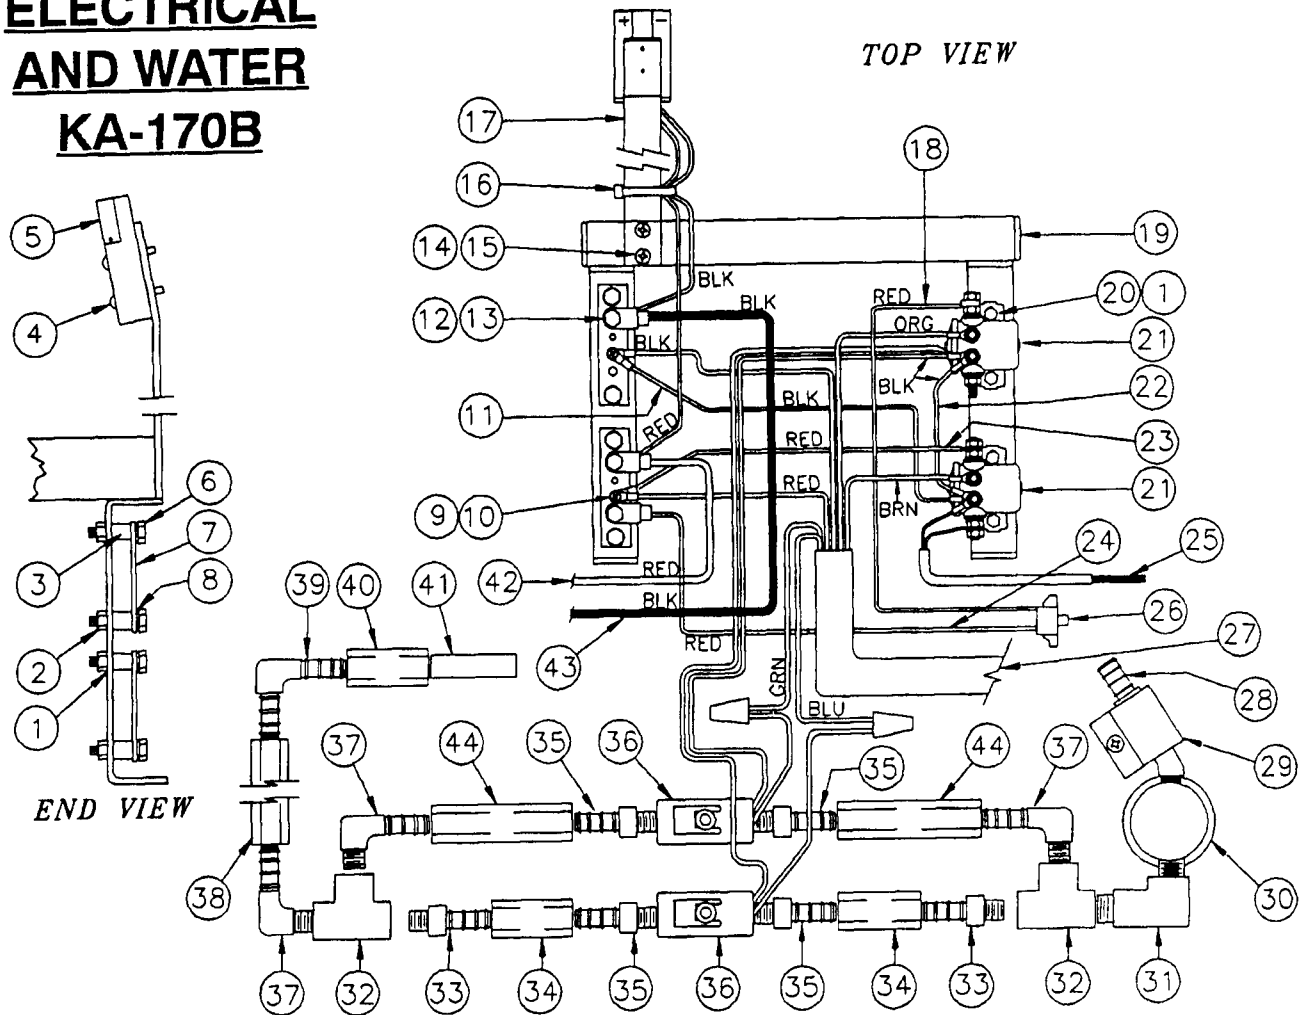 ELECTRICAL
AND WATER
KA-170B
TOP VIEW
+ −
17
18
16
5
14 15
19
BLK
BLK
RED
20 1
12 13
ORG
4
BLK
21
BLK
11
BLK
22
RED
RED
23
6
9 10
RED
21
7
BRN
3
24
25
8
39 40 41
42
RED
BLK
26
2
RED
27
43
GRN
28
1
BLU
37
44
35
36
35
44
37
29
END VIEW
38
30
37
32
33
34
35
36
35
34
33
32
31